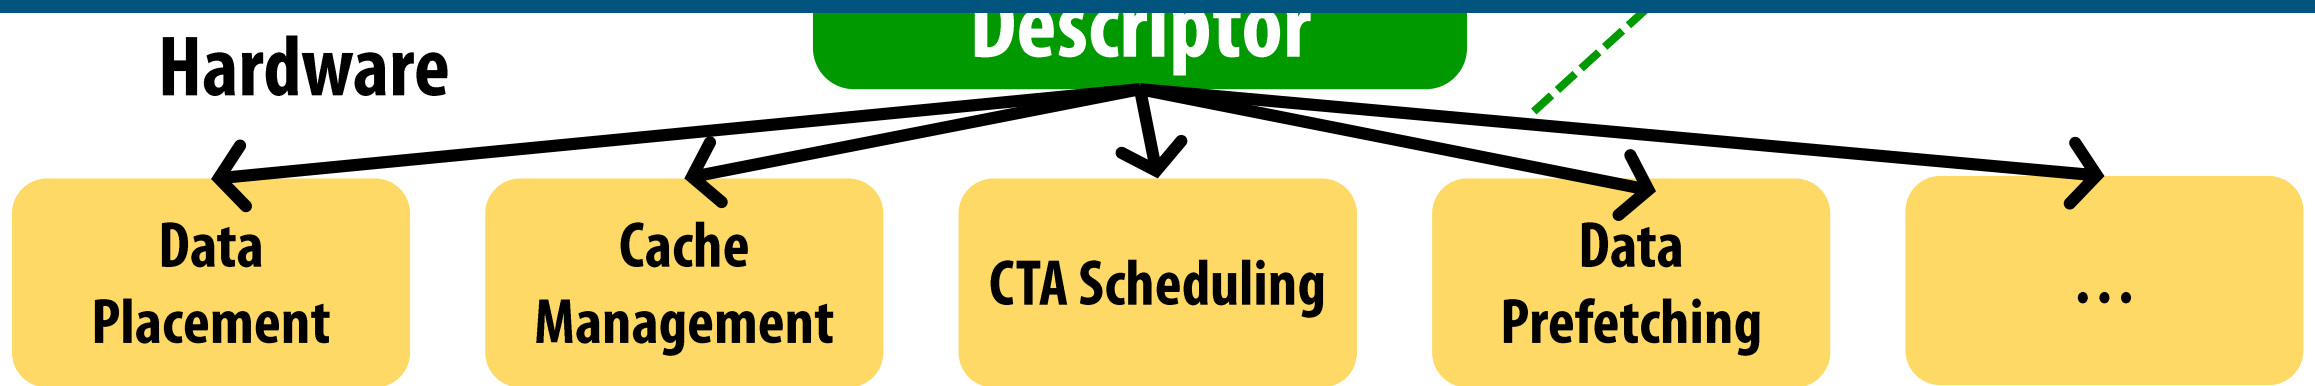 Descriptor
Hardware
Data
Placement
Cache
Management
CTA Scheduling
Data
Prefetching
...